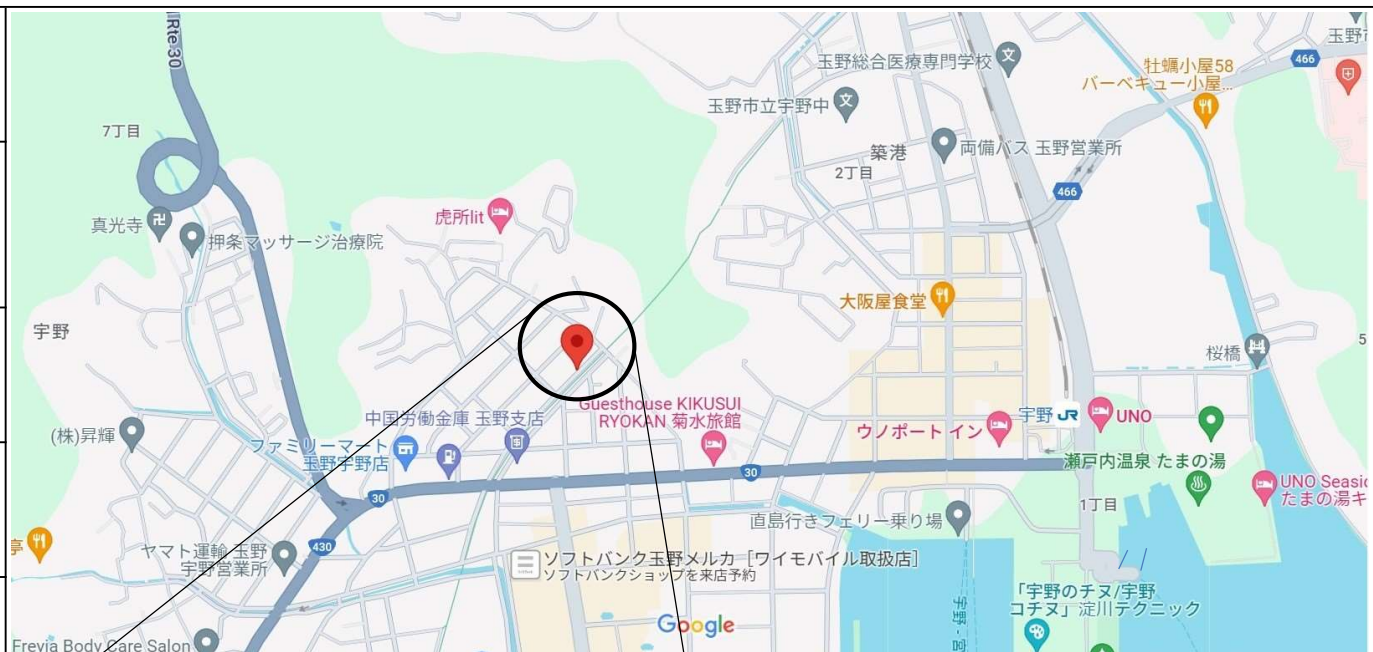 Rte 30
玉野総合医療専門学校
玉野市
466
牡蠣小屋58
バーベキュー小屋...
玉野市立宇野中
7丁目
築港
両備バス 玉野営業所
2丁目
466
虎所lit
真光寺
押条マッサージ治療院
大阪屋食堂
宇野
桜橋
5
Guesthouse KIKUSUI
RYOKAN 菊水旅館
中国労働金庫 玉野支店
宇野 JR
UNO
(株)昇輝
ファミリーマート
玉野宇野店
ウノポート イン
瀬戸内温泉 たまの湯
30
30
UNO Seasid
たまの湯キ
1丁目
直島行きフェリー乗り場
亭
ヤマト運輸 玉野
宇野営業所
430
ソフトバンク玉野メルカ [ワイモバイル取扱店]
ソフトバンクショップを来店予約
「宇野のチヌ/宇野
コチヌ」淀川テクニック
宇野-宮
Google
Freyja Body Care Salon